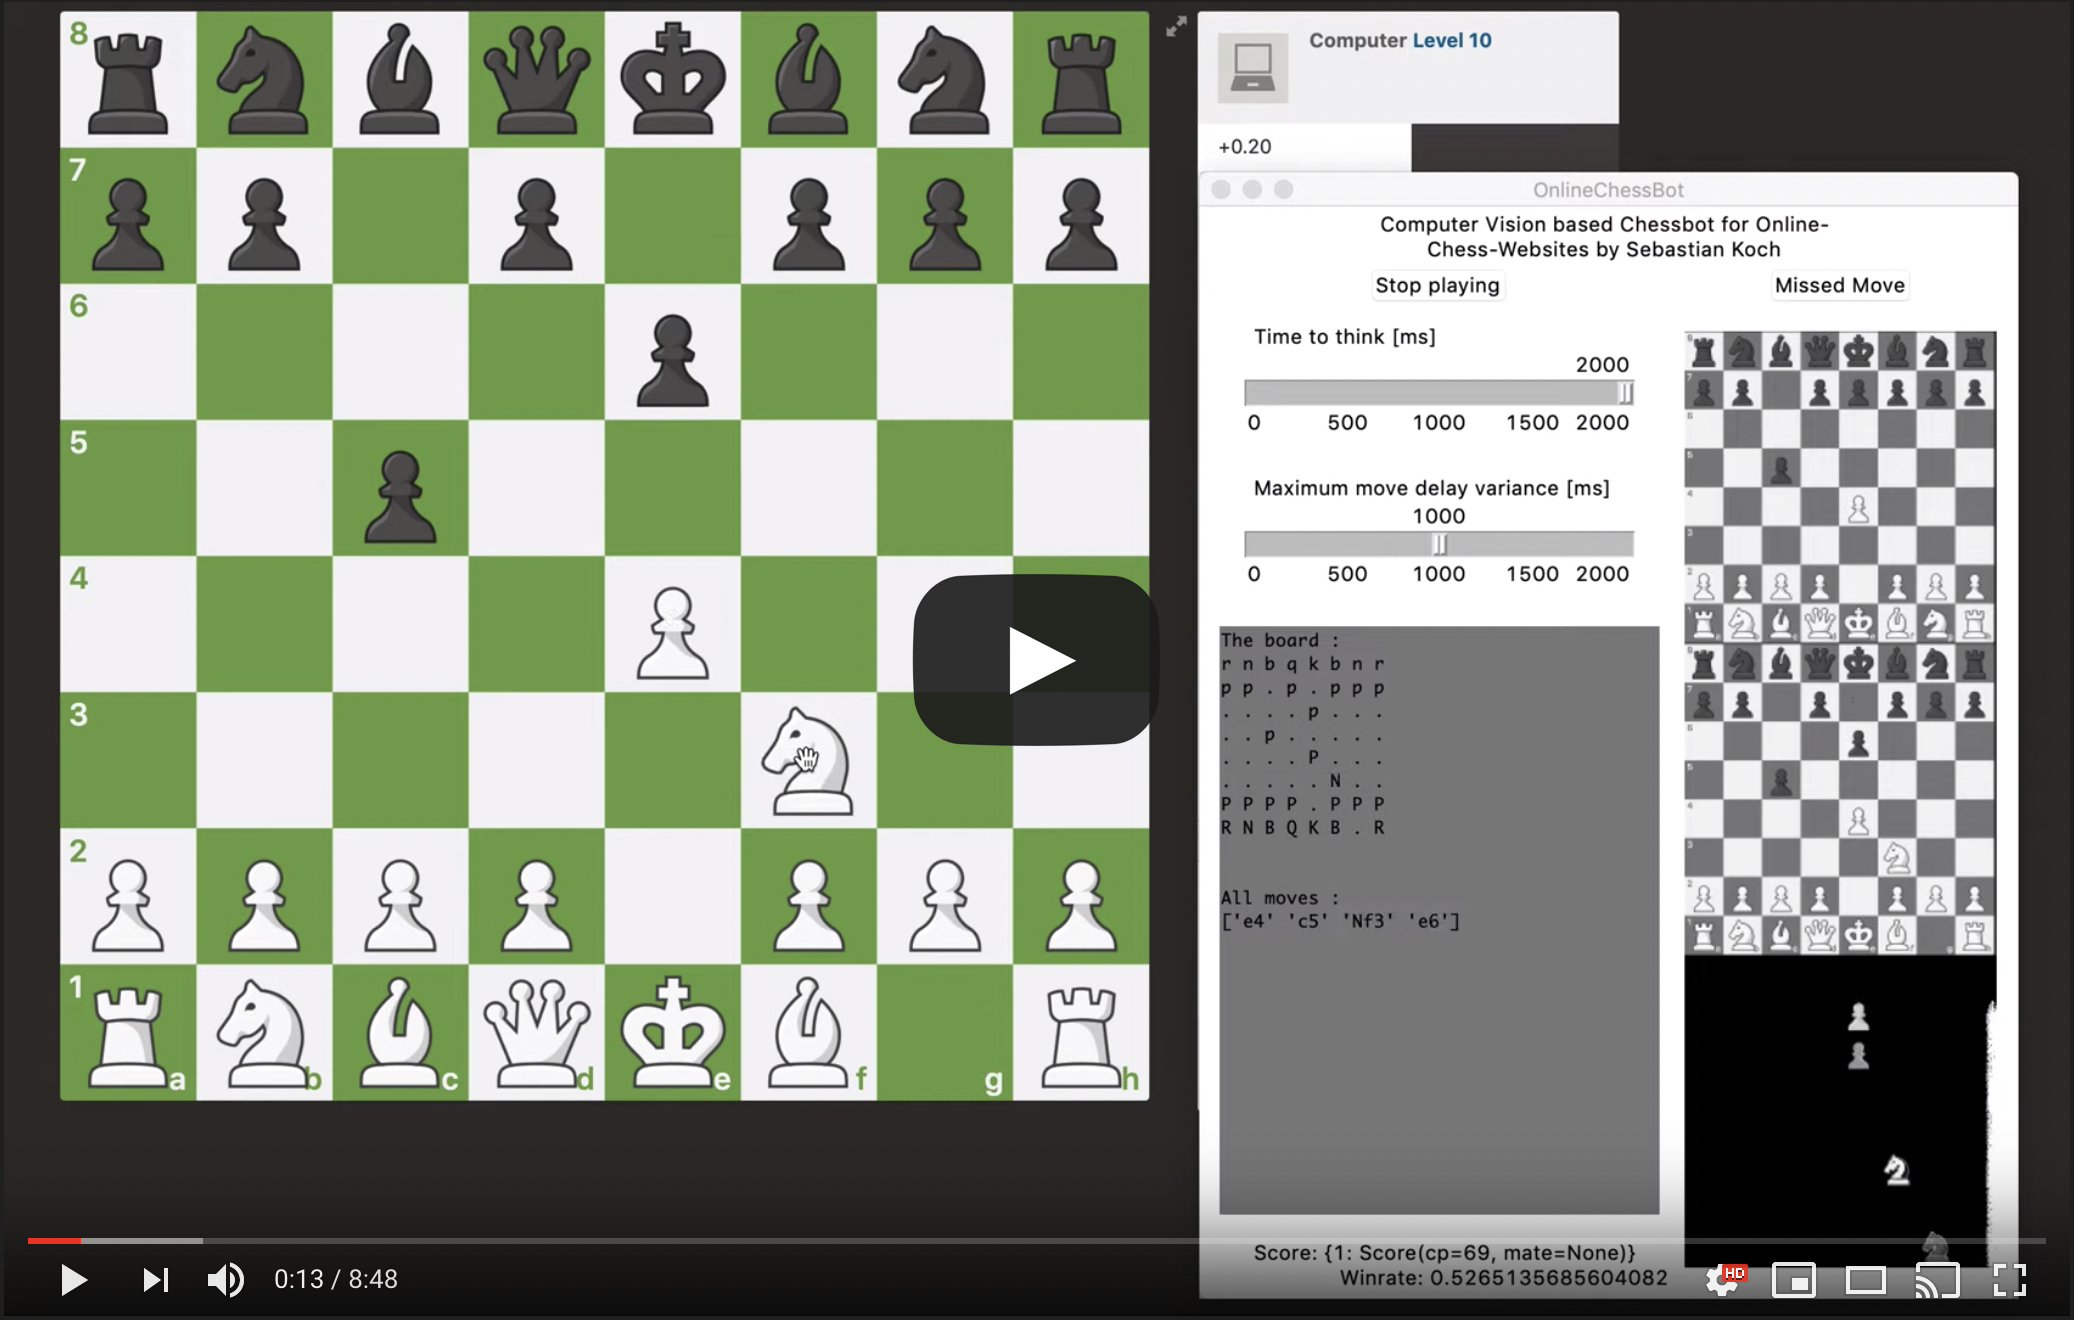 8
7
6
5
4
3
2
1
a b c d e f g h
Computer Level 10
+0.20
OnlineChessBot
Computer Vision based Chessbot for Online-
Chess-Websites by Sebastian Koch
Stop playing
Missed Move
Time to think [ms]
2000
0 500 1000 1500 2000
Maximum move delay variance [ms]
1000
0 500 1000 1500 2000
The board :
r n b q k b n r
p p . p . p p p
. . . . p . . .
. . p . . . . .
. . . . P . . .
. . . . . N . .
P P P P . P P P
R N B Q K B . R
All moves :
['e4' 'c5' 'Nf3' 'e6']
Score: {1: Score(cp=69, mate=None)}
Winrate: 0.5265135685604082
0:13 / 8:48
HD